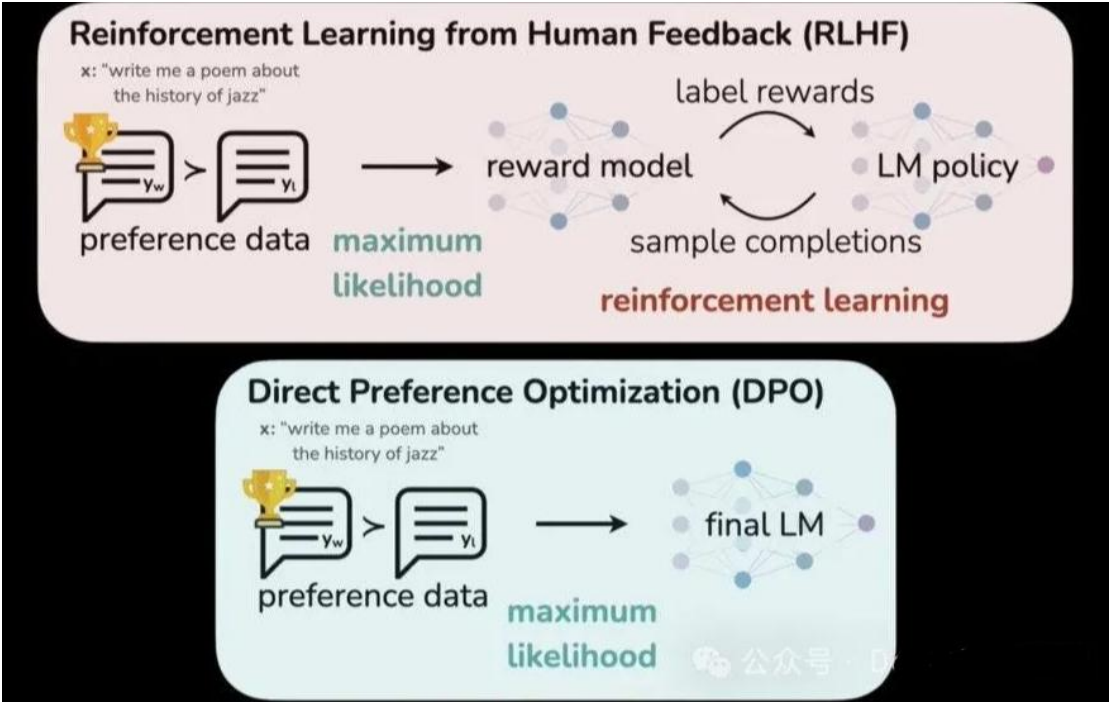 Reinforcement Learning from Human Feedback (RLHF)
x: "write me a poem about
the history of jazz"
label rewards
yw
>
yl
reward model
LM policy
preference data
maximum
likelihood
sample completions
reinforcement learning
Direct Preference Optimization (DPO)
x: "write me a poem about
the history of jazz"
yw
>
yl
final LM
preference data
maximum
likelihood
公众号 ·